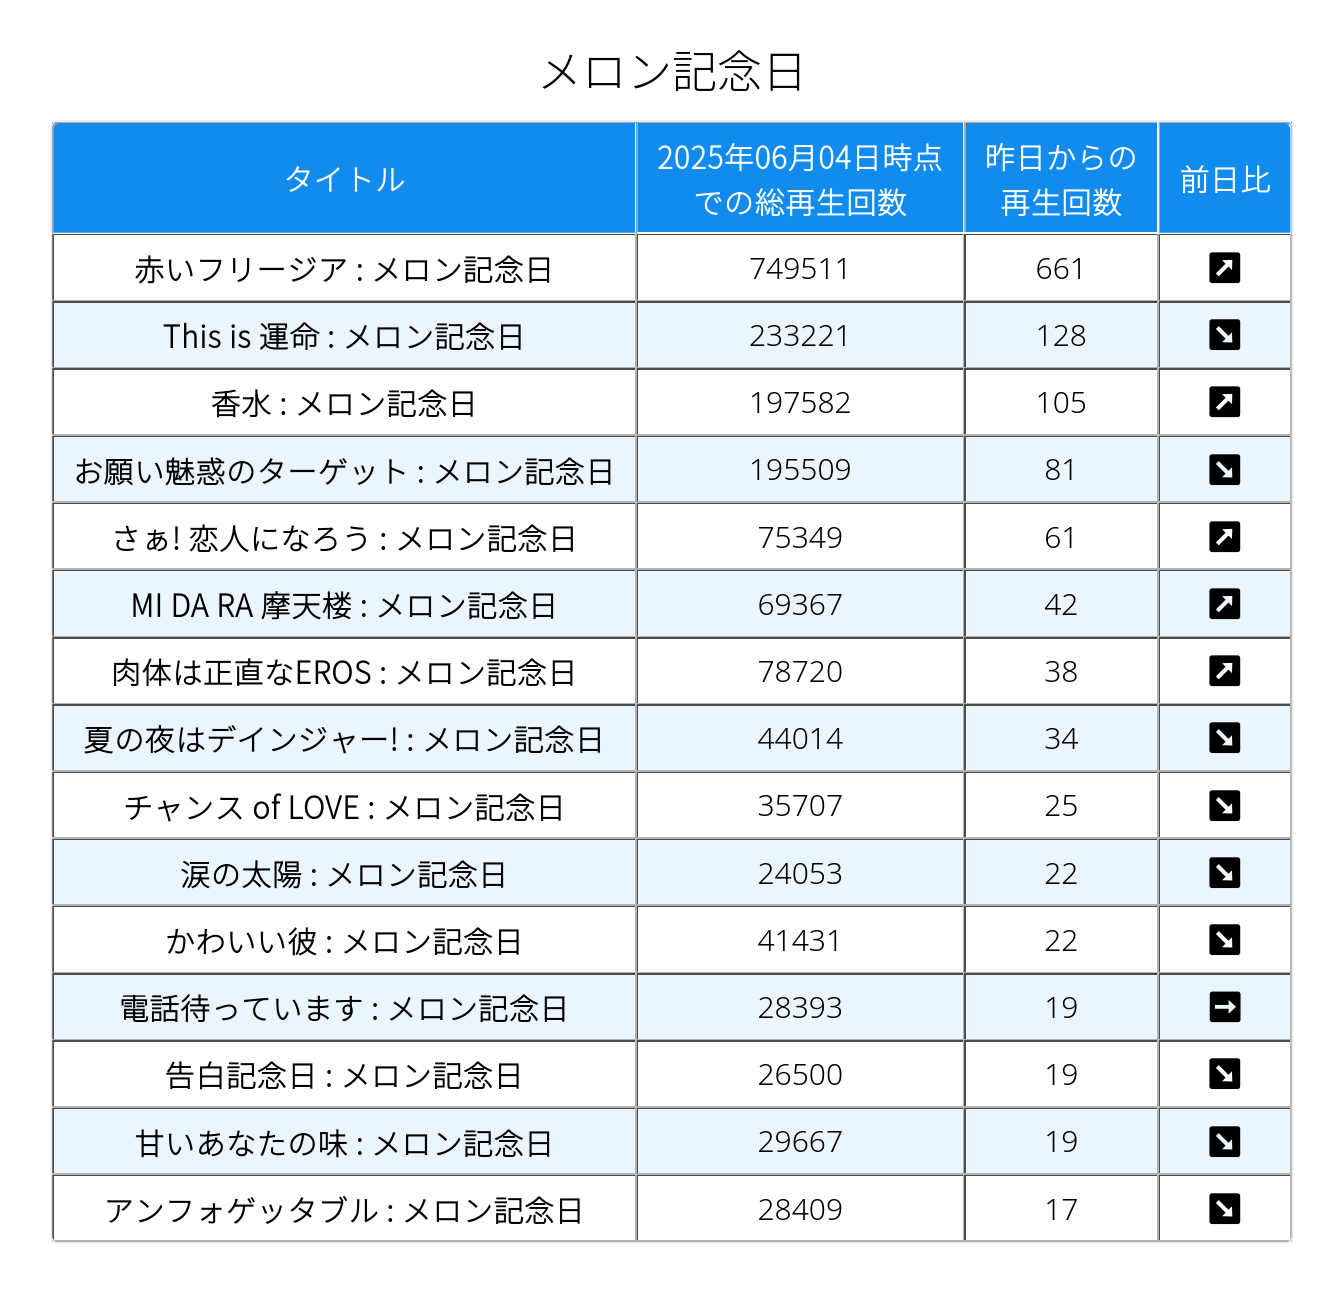 メロン記念日
タイトル
2025年06月04日時点
での総再生回数
昨日からの
再生回数
前日比
赤いフリージア : メロン記念日 749511 661 ↗
This is 運命 : メロン記念日 233221 128 ↘
香水 : メロン記念日 197582 105 ↗
お願い魅惑のターゲット : メロン記念日 195509 81 ↘
さぁ! 恋人になろう : メロン記念日 75349 61 ↗
MI DA RA 摩天楼 : メロン記念日 69367 42 ↗
肉体は正直なEROS : メロン記念日 78720 38 ↗
夏の夜はデインジャー! : メロン記念日 44014 34 ↘
チャンス of LOVE : メロン記念日 35707 25 ↘
涙の太陽 : メロン記念日 24053 22 ↘
かわいい彼 : メロン記念日 41431 22 ↘
電話待っています : メロン記念日 28393 19 →
告白記念日 : メロン記念日 26500 19 ↘
甘いあなたの味 : メロン記念日 29667 19 ↘
アンフォゲッタブル : メロン記念日 28409 17 ↘